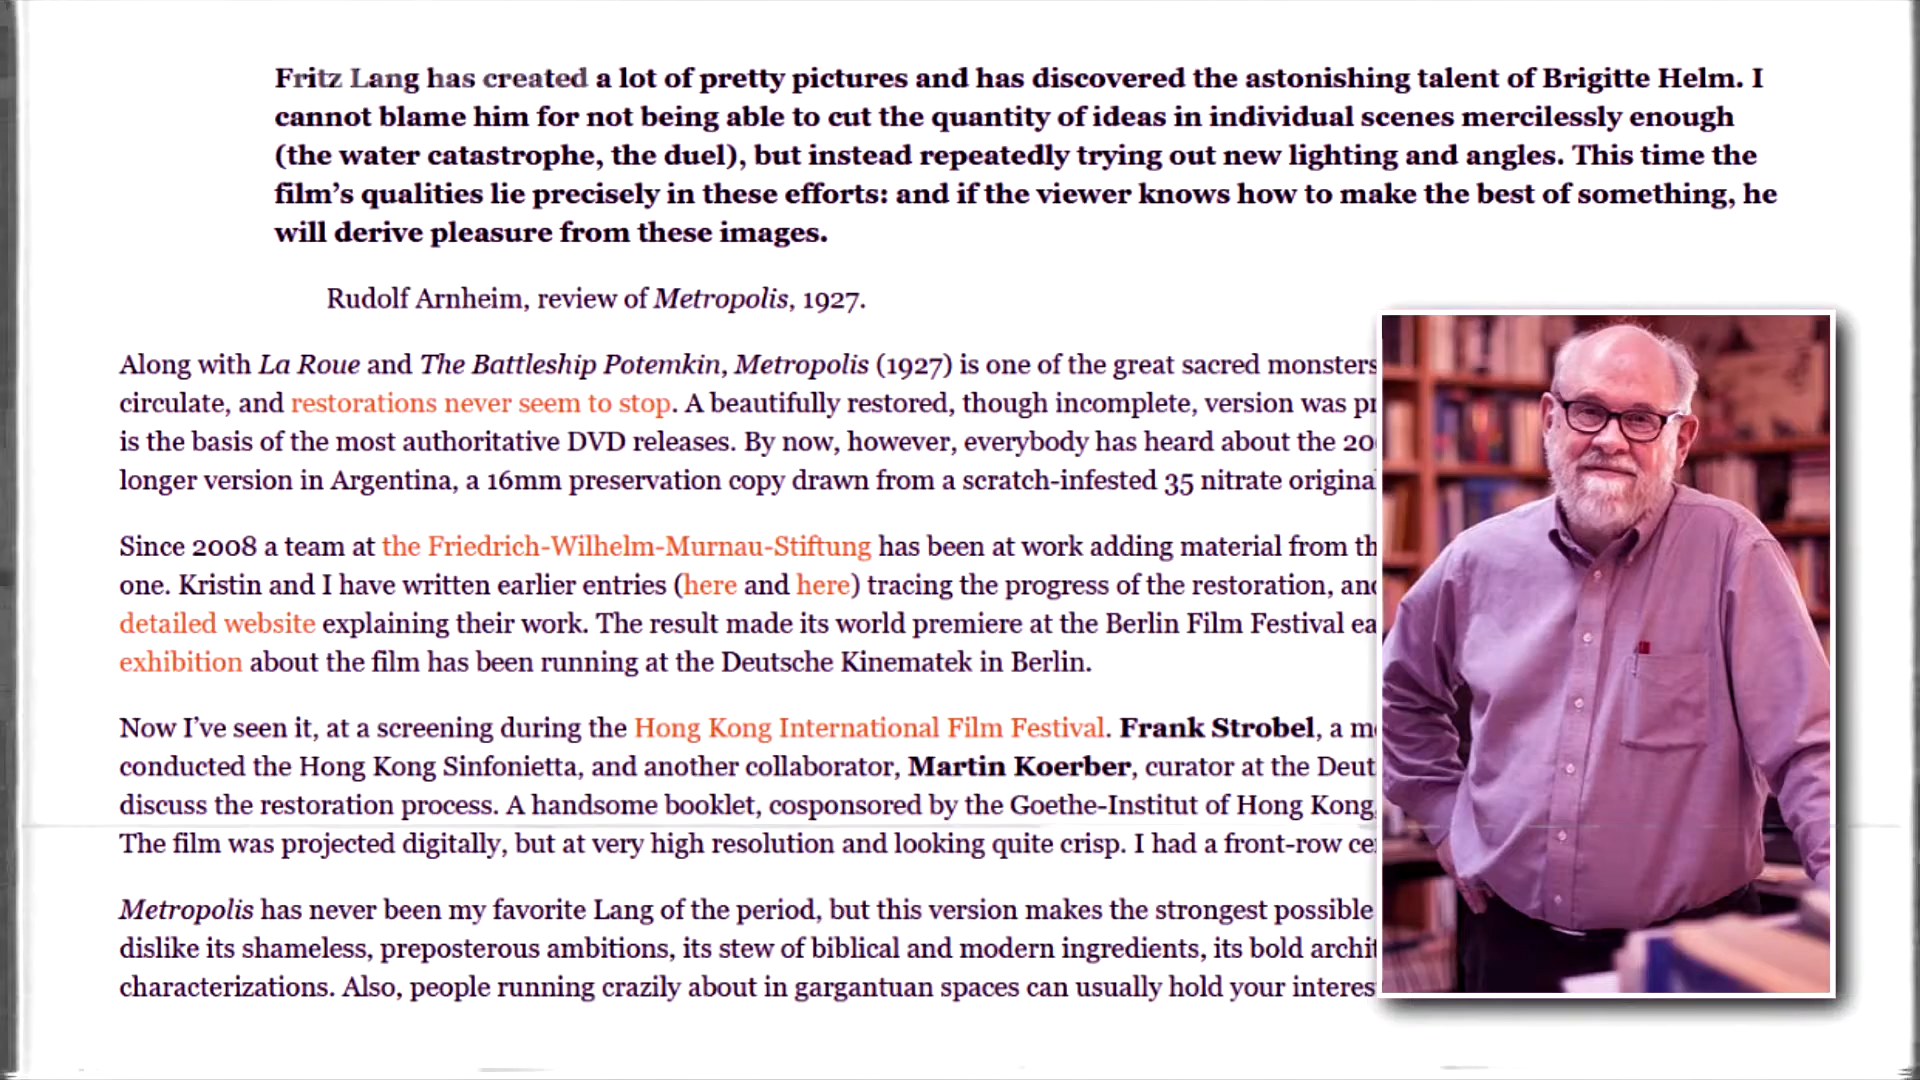 Fritz Lang has created a lot of pretty pictures and has discovered the astonishing talent of Brigitte Helm. I
cannot blame him for not being able to cut the quantity of ideas in individual scenes mercilessly enough
(the water catastrophe, the duel), but instead repeatedly trying out new lighting and angles. This time the
film’s qualities lie precisely in these efforts: and if the viewer knows how to make the best of something, he
will derive pleasure from these images.
Rudolf Arnheim, review of Metropolis, 1927.
Along with La Roue and The Battleship Potemkin, Metropolis (1927) is one of the great sacred monsters
circulate, and restorations never seem to stop. A beautifully restored, though incomplete, version was
is the basis of the most authoritative DVD releases. By now, however, everybody has heard about the
longer version in Argentina, a 16mm preservation copy drawn from a scratch-infested 35 nitrate
Since 2008 a team at the Friedrich-Wilhelm-Murnau-Stiftung has been at work adding material from
one. Kristin and I have written earlier entries (here and here) tracing the progress of the restoration,
detailed website explaining their work. The result made its world premiere at the Berlin Film Festival
exhibition about the film has been running at the Deutsche Kinematek in Berlin.
Now I’ve seen it, at a screening during the Hong Kong International Film Festival. Frank Strobel, a
conducted the Hong Kong Sinfonietta, and another collaborator, Martin Koerber, curator at the
discuss the restoration process. A handsome booklet, cosponsored by the Goethe-Institut of Hong Kong,
The film was projected digitally, but at very high resolution and looking quite crisp. I had a front-row
Metropolis has never been my favorite Lang of the period, but this version makes the strongest possible
dislike its shameless, preposterous ambitions, its stew of biblical and modern ingredients, its bold
characterizations. Also, people running crazily about in gargantuan spaces can usually hold your